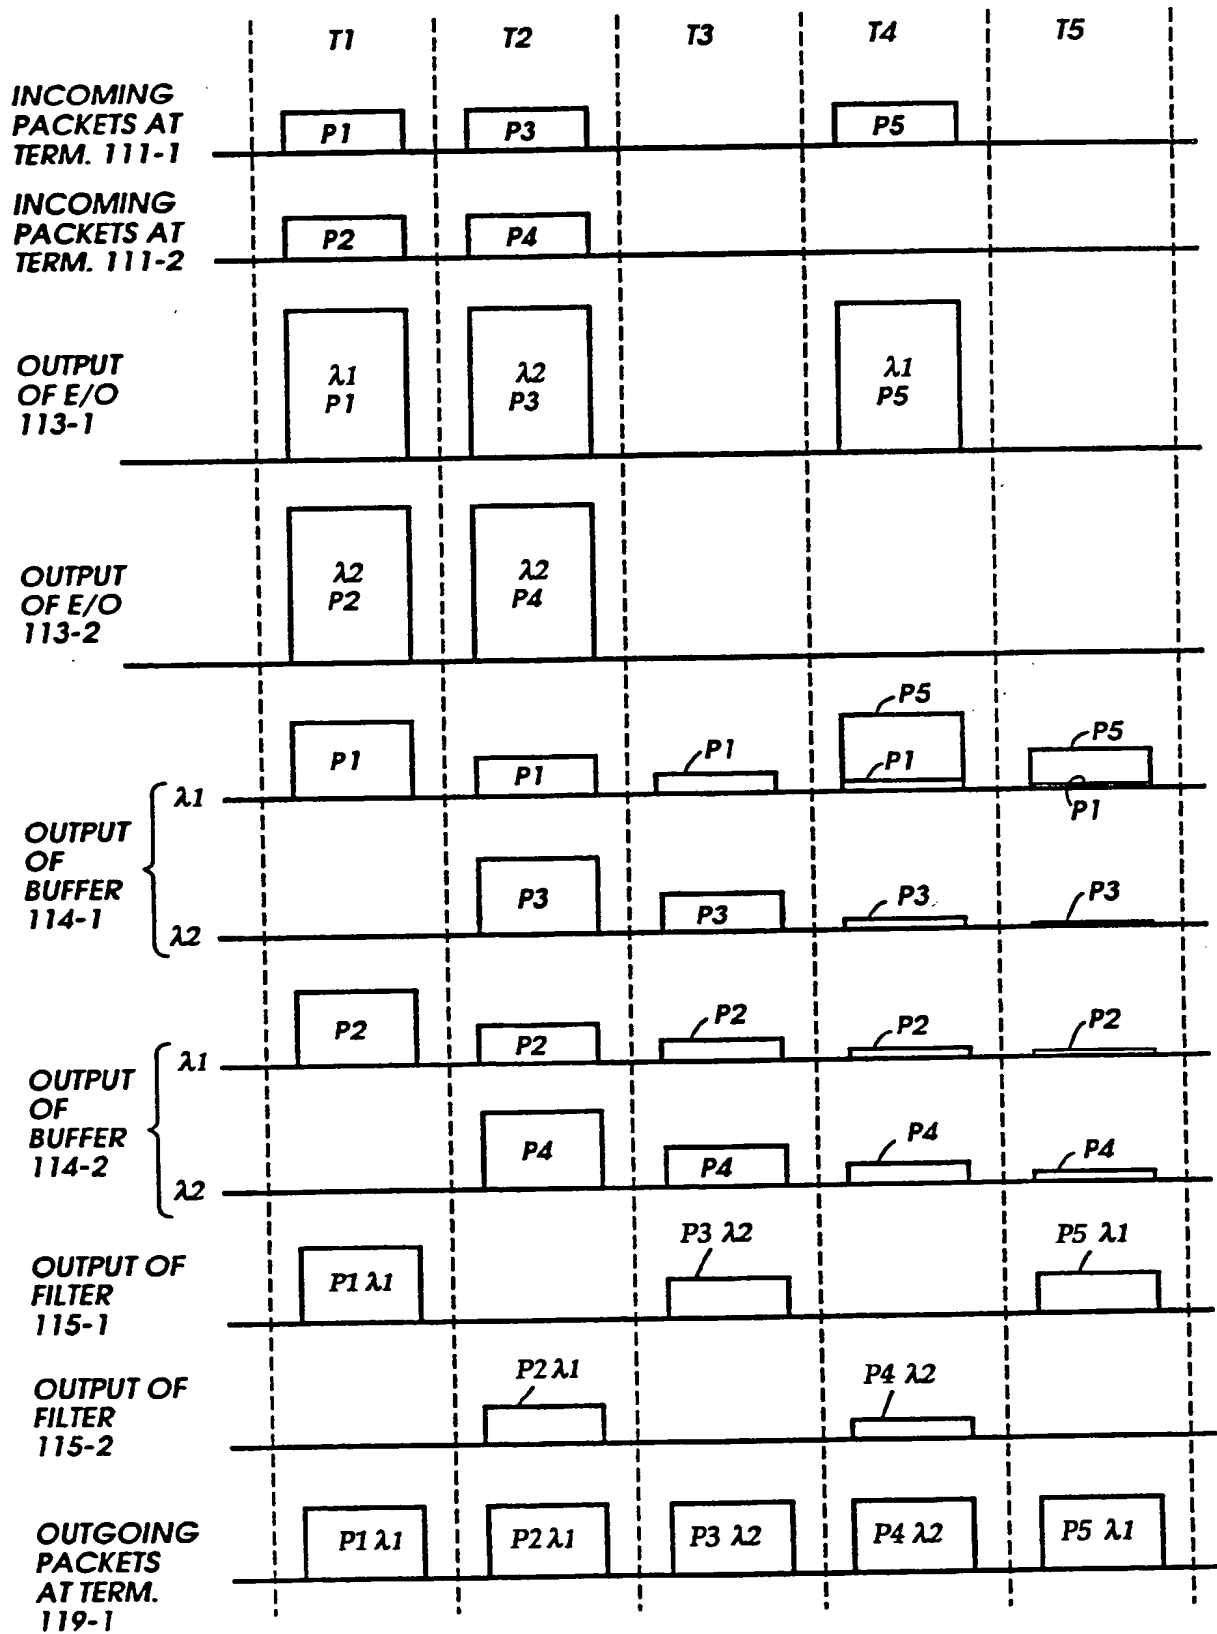 T1 T2 T3 T4 T5
INCOMING
PACKETS AT
TERM. 111-1
P1 P3 P5
INCOMING
PACKETS AT
TERM. 111-2
P2 P4
OUTPUT
OF E/O
113-1
λ1 λ2 λ1
P1 P3 P5
OUTPUT
OF E/O
113-2
λ2 λ2
P2 P4
OUTPUT
OF
BUFFER
114-1
λ1
P1 P1 P1 P5 P1 P5 P1
λ2
P3 P3 P3 P3
OUTPUT
OF
BUFFER
114-2
λ1
P2 P2 P2 P2 P2
λ2
P4 P4 P4 P4
OUTPUT OF
FILTER
115-1
P1 λ1 P3 λ2 P5 λ1
OUTPUT OF
FILTER
115-2
P2 λ1 P4 λ2
OUTGOING
PACKETS
AT TERM.
119-1
P1 λ1 P2 λ1 P3 λ2 P4 λ2 P5 λ1